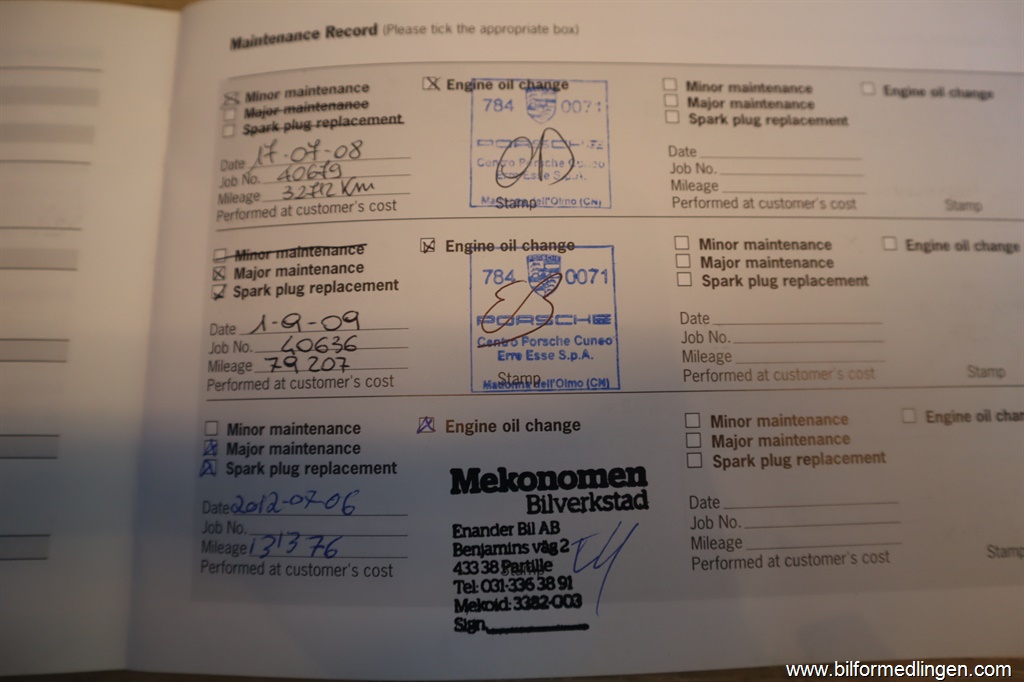 Maintenance Record (Please tick the appropriate box)
Minor maintenance
Major maintenance
Spark plug replacement
Date 17-07-08
Job No. 40679
Mileage 32712 Km
Performed at customer's cost
Engine oil change
784 0071
PORSCHE
Centro Porsche Cuneo
Erre Esse S.p.A.
Stamp
Madonna dell'Olmo (CN)
Minor maintenance
Major maintenance
Spark plug replacement
Date
Job No.
Mileage
Performed at customer's cost
Engine oil change
Stamp
Minor maintenance
Major maintenance
Spark plug replacement
Date 1-9-09
Job No. 40636
Mileage 79207
Performed at customer's cost
Engine oil change
784 0071
PORSCHE
Centro Porsche Cuneo
Erre Esse S.p.A.
Stamp
Madonna dell'Olmo (CN)
Minor maintenance
Major maintenance
Spark plug replacement
Date
Job No.
Mileage
Performed at customer's cost
Engine oil change
Stamp
Minor maintenance
Major maintenance
Spark plug replacement
Date 2012-07-06
Job No.
Mileage 131376
Performed at customer's cost
Engine oil change
Mekonomen
Bilverkstad
Enander Bil AB
Benjamins väg 2
433 38 Partille
Stamp
Tel: 031-336 38 91
Mekoid: 3382-003
Sign.
Minor maintenance
Major maintenance
Spark plug replacement
Date
Job No.
Mileage
Performed at customer's cost
Engine oil chan
Stamp
www.bilformedlingen.com